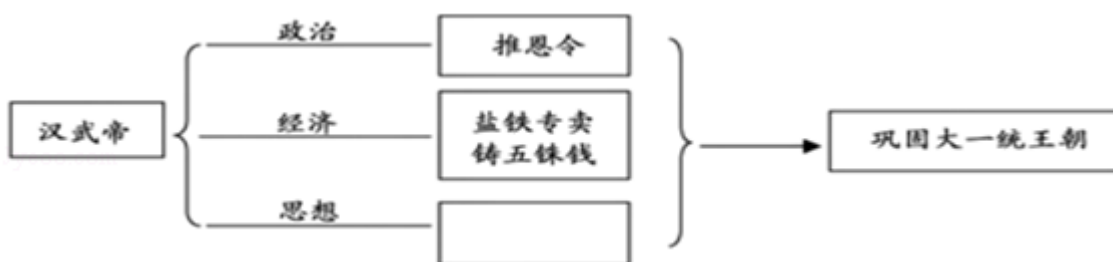 政治
推恩令
汉武帝
经济
盐铁专卖
铸五铢钱
巩固大一统王朝
思想